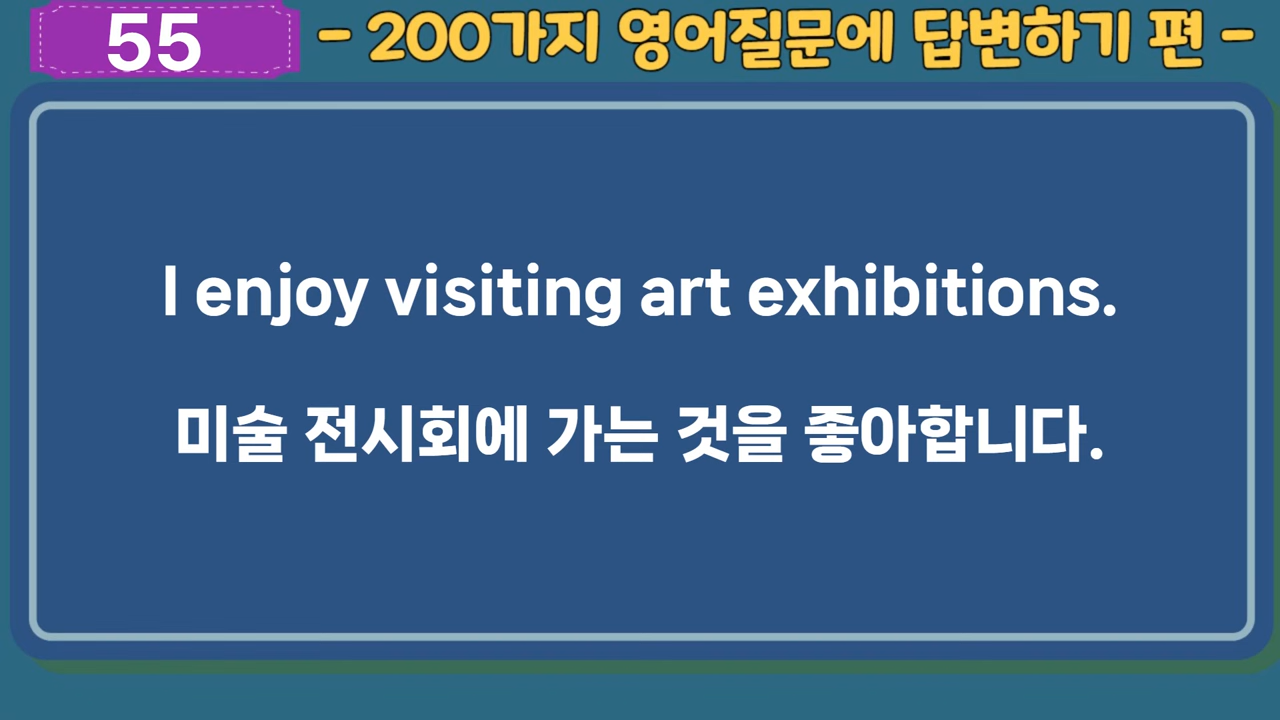 55
- 200가지 영어질문에 답변하기 편 -
I enjoy visiting art exhibitions.
미술 전시회에 가는 것을 좋아합니다.